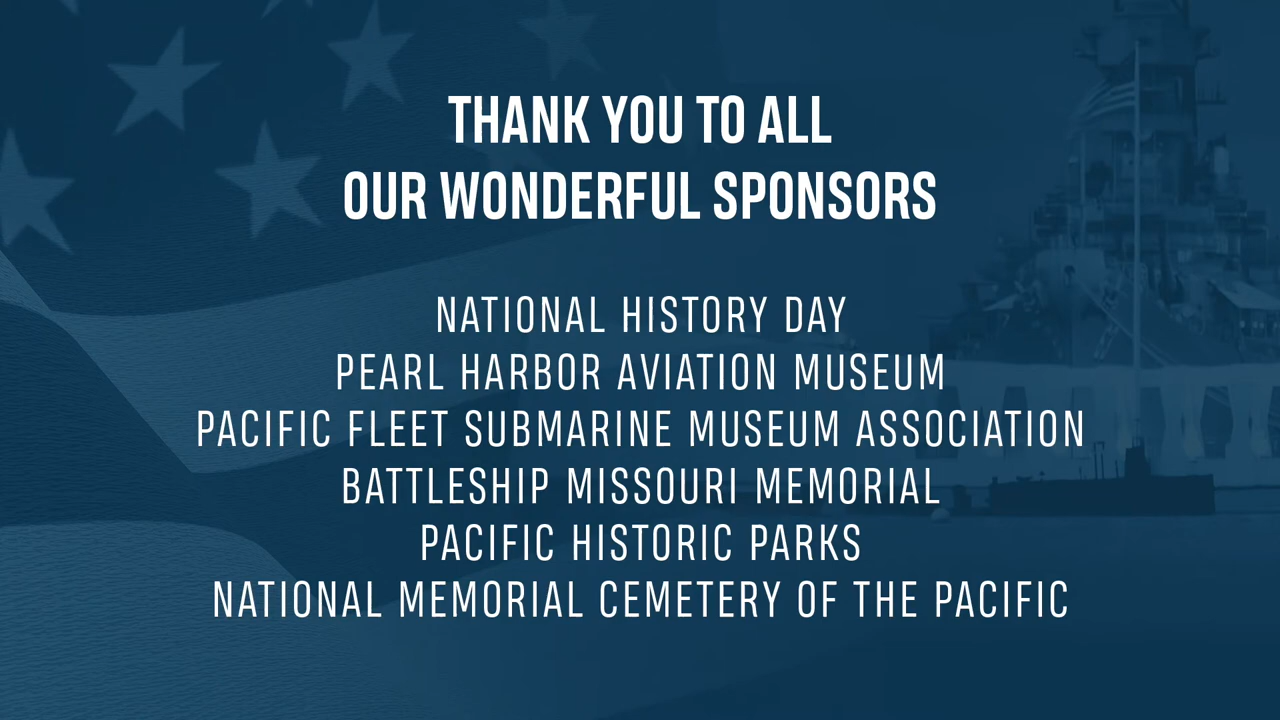 THANK YOU TO ALL
OUR WONDERFUL SPONSORS
NATIONAL HISTORY DAY
PEARL HARBOR AVIATION MUSEUM
PACIFIC FLEET SUBMARINE MUSEUM ASSOCIATION
BATTLESHIP MISSOURI MEMORIAL
PACIFIC HISTORIC PARKS
NATIONAL MEMORIAL CEMETERY OF THE PACIFIC